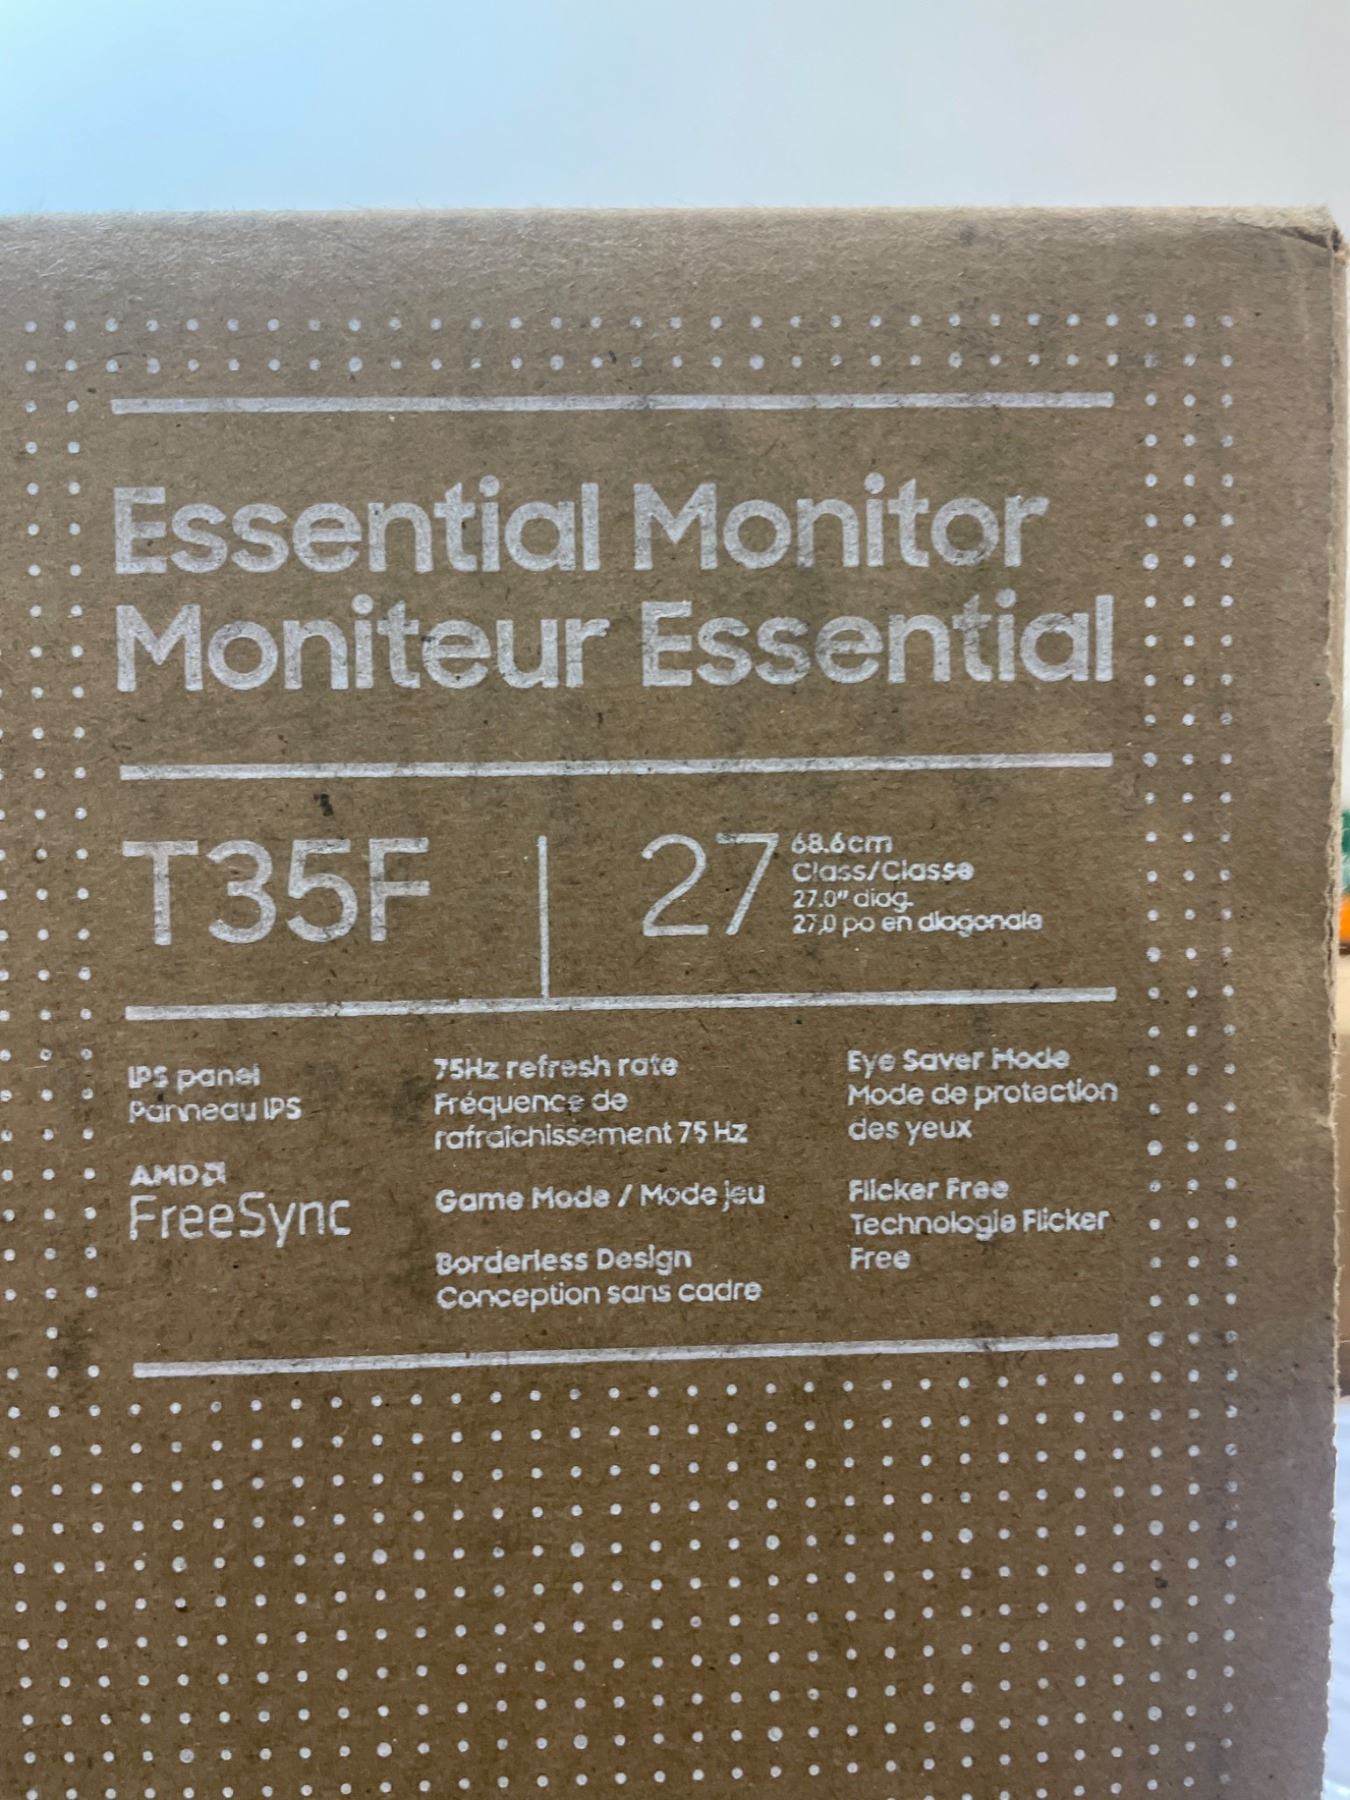 Essential Monitor
Moniteur Essential
T35F
27
68.6cm
Class/Classe
27.0" diag.
27,0 po en diagonale
IPS panel
Panneau IPS
AMD
FreeSync
75Hz refresh rate
Fréquence de
rafraîchissement 75 Hz
Game Mode / Mode jeu
Borderless Design
Conception sans cadre
Eye Saver Mode
Mode de protection
des yeux
Flicker Free
Technologie Flicker
Free